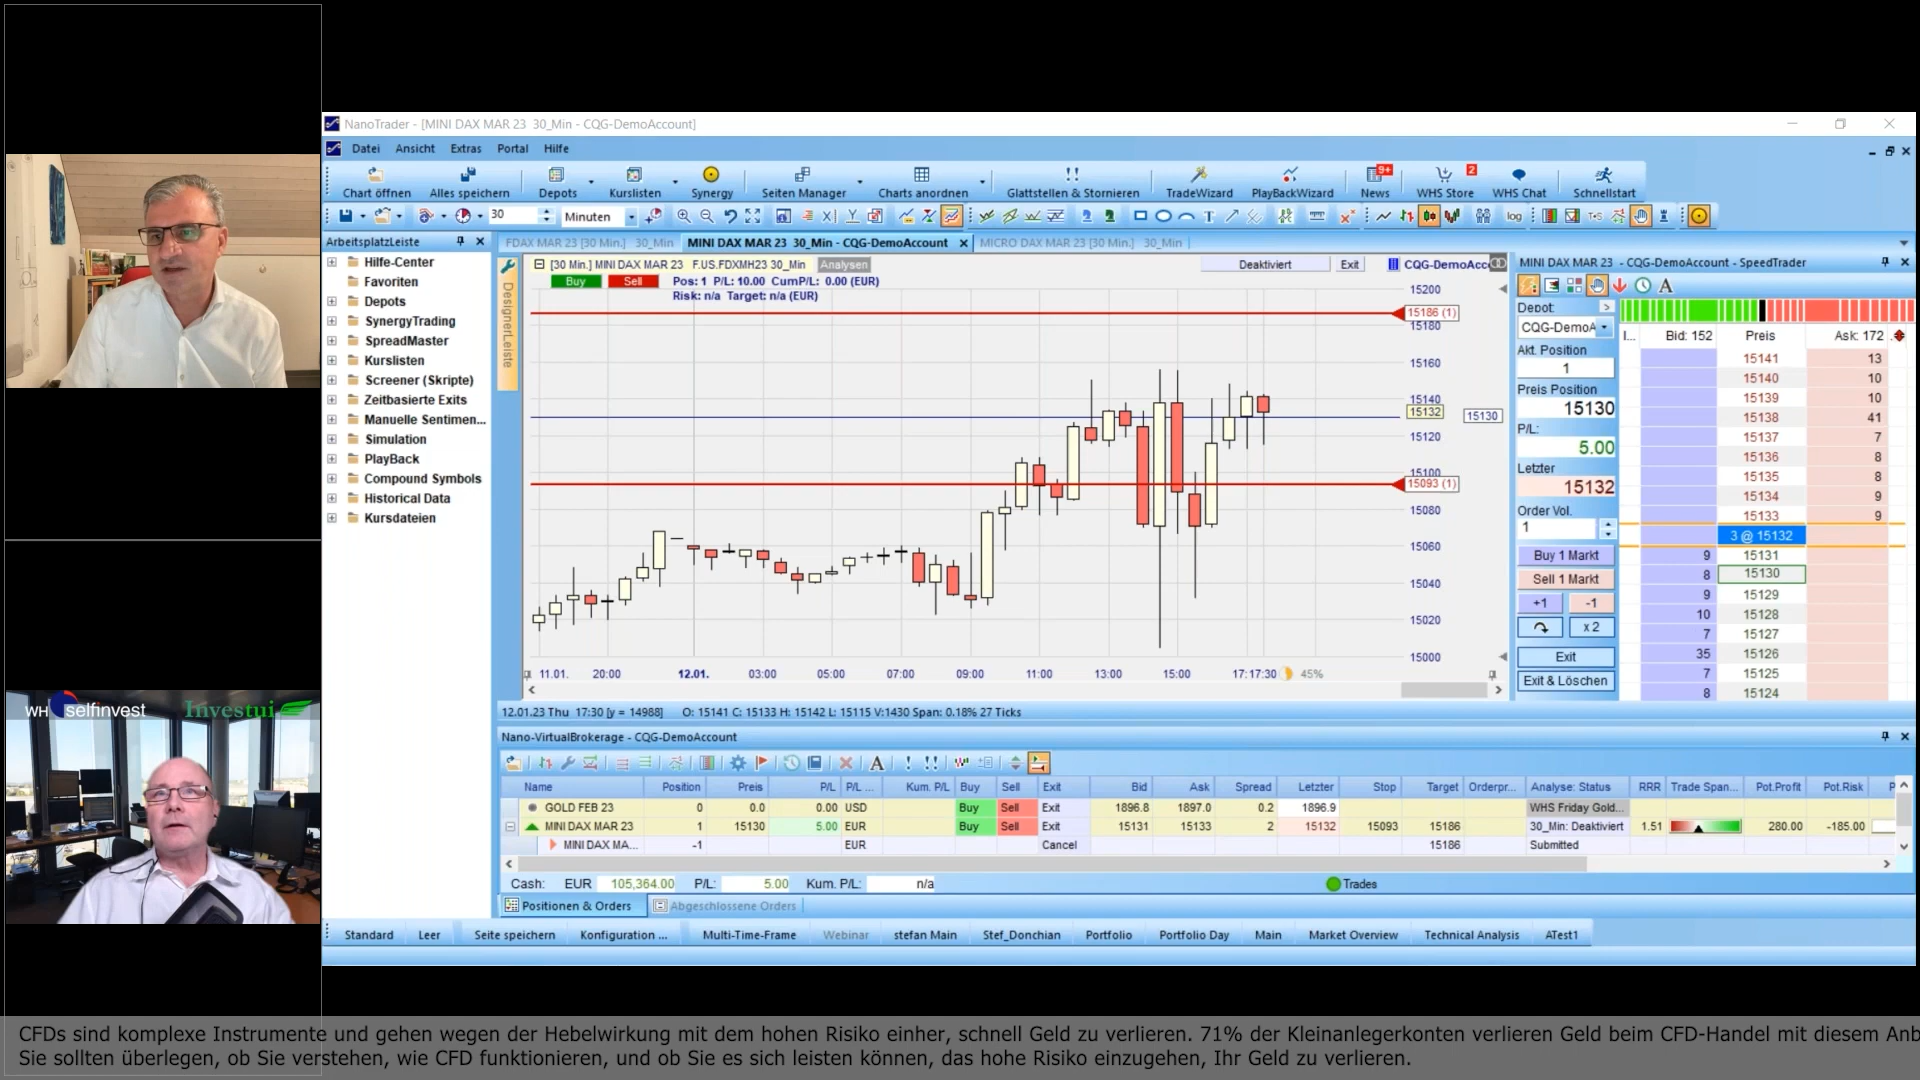 NanoTrader - [MINI DAX MAR 23  30_Min - CQG-DemoAccount]
Datei Ansicht Extras Portal Hilfe
Chart öffnen Alles speichern Depots Kurslisten Synergy Seiten Manager Charts anordnen Glattstellen & Stornieren TradeWizard PlayBackWizard 9+ News 2 WHS Store WHS Chat Schnellstart
30 Minuten log T+S
ArbeitsplatzLeiste
Hilfe-Center
Favoriten
Depots
SynergyTrading
SpreadMaster
Kurslisten
Screener (Skripte)
Zeitbasierte Exits
Manuelle Sentimen...
Simulation
PlayBack
Compound Symbols
Historical Data
Kursdateien
FDAX MAR 23 [30 Min.] 30_Min MINI DAX MAR 23  30_Min - CQG-DemoAccount MICRO DAX MAR 23 [30 Min.] 30_Min
DesignerLeiste
[30 Min.] MINI DAX MAR 23 F.US.FDXMH23 30_Min Analysen Deaktiviert Exit CQG-DemoAcc
Buy Sell Pos: 1 P/L: 10.00 CumP/L: 0.00 (EUR)
Risk: n/a Target: n/a (EUR)
15200
15186 (1)
15180
15160
15140
15132 15130
15120
15100
15093 (1)
15080
15060
15040
15020
15000
11.01. 20:00 12.01. 03:00 05:00 07:00 09:00 11:00 13:00 15:00 17:17:30 45%
12.01.23 Thu 17:30 [y = 14988] O: 15141 C: 15133 H: 15142 L: 15115 V:1430 Span: 0.18% 27 Ticks
MINI DAX MAR 23 - CQG-DemoAccount - SpeedTrader
A
Depot: >
CQG-DemoA
Akt. Position
1
Preis Position
15130
P/L:
5.00
Letzter
15132
Order Vol.
1
Buy 1 Markt
Sell 1 Markt
+1 -1
x 2
Exit
Exit & Löschen
I... Bid: 152 Preis Ask: 172
15141 13
15140 10
15139 10
15138 41
15137 7
15136 8
15135 8
15134 9
15133 9
3 @ 15132
9 15131
8 15130
9 15129
10 15128
7 15127
35 15126
7 15125
8 15124
Nano-VirtualBrokerage - CQG-DemoAccount
A ! !!
Name Position Preis P/L P/L ... Kum. P/L Buy Sell Exit Bid Ask Spread Letzter Stop Target Orderpr... Analyse: Status RRR Trade Span... Pot.Profit Pot.Risk P
GOLD FEB 23 0 0.0 0.00 USD Buy Sell Exit 1896.8 1897.0 0.2 1896.9 WHS Friday Gold...
MINI DAX MAR 23 1 15130 5.00 EUR Buy Sell Exit 15131 15133 2 15132 15093 15186 30_Min: Deaktiviert 1.51 280.00 -185.00
MINI DAX MA... -1 EUR Cancel 15186 Submitted
Cash: EUR 105,364.00 P/L: 5.00 Kum. P/L: n/a Trades
Positionen & Orders Abgeschlossene Orders
Standard Leer Seite speichern Konfiguration ... Multi-Time-Frame Webinar stefan Main Stef_Donchian Portfolio Portfolio Day Main Market Overview Technical Analysis ATest1
WH selfinvest Investui
CFDs sind komplexe Instrumente und gehen wegen der Hebelwirkung mit dem hohen Risiko einher, schnell Geld zu verlieren. 71% der Kleinanlegerkonten verlieren Geld beim CFD-Handel mit diesem Anb
Sie sollten überlegen, ob Sie verstehen, wie CFD funktionieren, und ob Sie es sich leisten können, das hohe Risiko einzugehen, Ihr Geld zu verlieren.